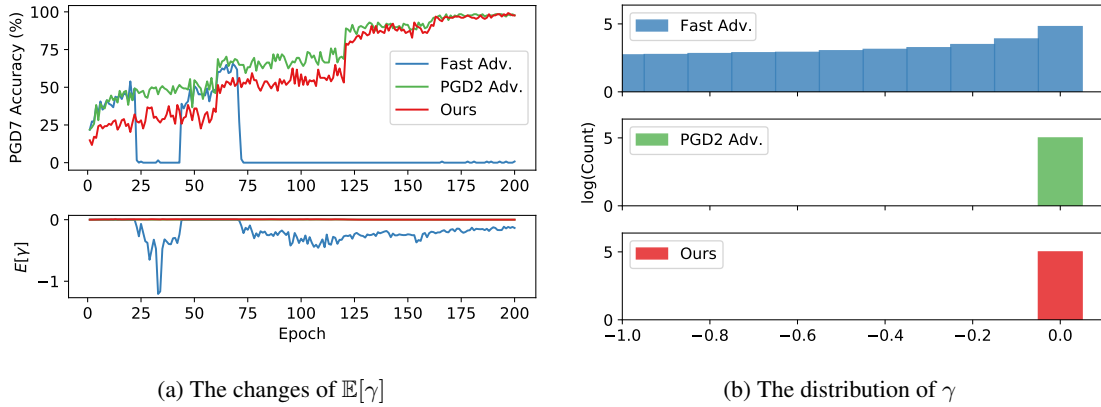 PGD7 Accuracy (%)
100
75
50
25
0
Fast Adv.
PGD2 Adv.
Ours
0 25 50 75 100 125 150 175 200
E[γ]
0
−1
0 25 50 75 100 125 150 175 200
Epoch
(a) The changes of 𝔼[γ]
log(Count)
5
0
Fast Adv.
5
0
PGD2 Adv.
5
0
Ours
−1.0 −0.8 −0.6 −0.4 −0.2 0.0
(b) The distribution of γ